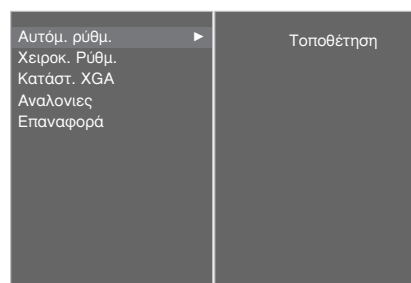 Αυτόμ. ρύθμ. ►
Τοποθέτηση
Χειροκ. Ρύθμ.
Κατάστ. XGA
Αναλονιες
Επαναφορά